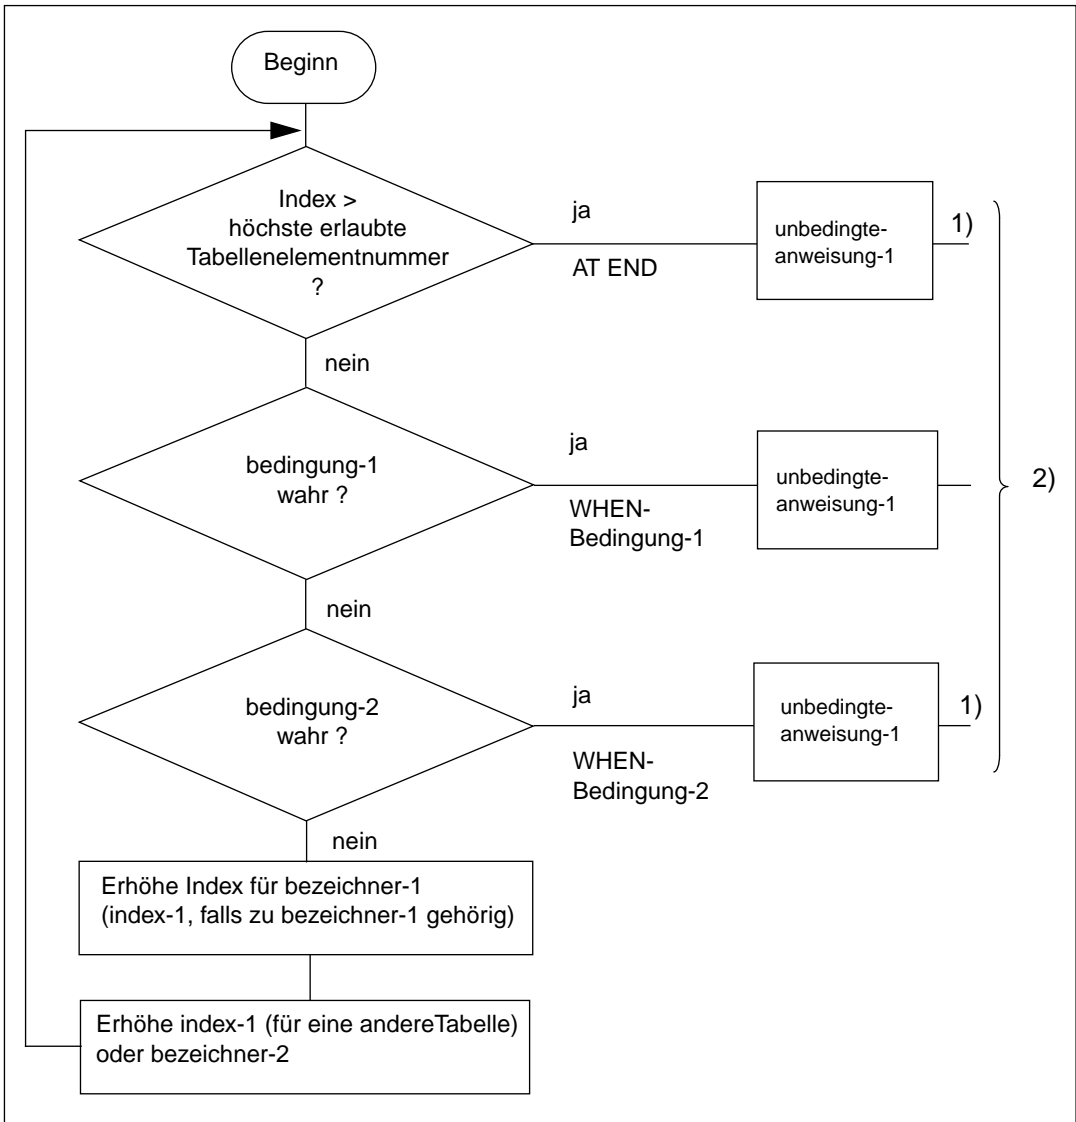 Beginn
Index >
höchste erlaubte
Tabellenelementnummer
?
ja
AT END
unbedingte-
anweisung-1
1)
nein
bedingung-1
wahr ?
ja
WHEN-
Bedingung-1
unbedingte-
anweisung-1
2)
nein
bedingung-2
wahr ?
ja
WHEN-
Bedingung-2
unbedingte-
anweisung-1
1)
nein
Erhöhe Index für bezeichner-1
(index-1, falls zu bezeichner-1 gehörig)
Erhöhe index-1 (für eine andereTabelle)
oder bezeichner-2